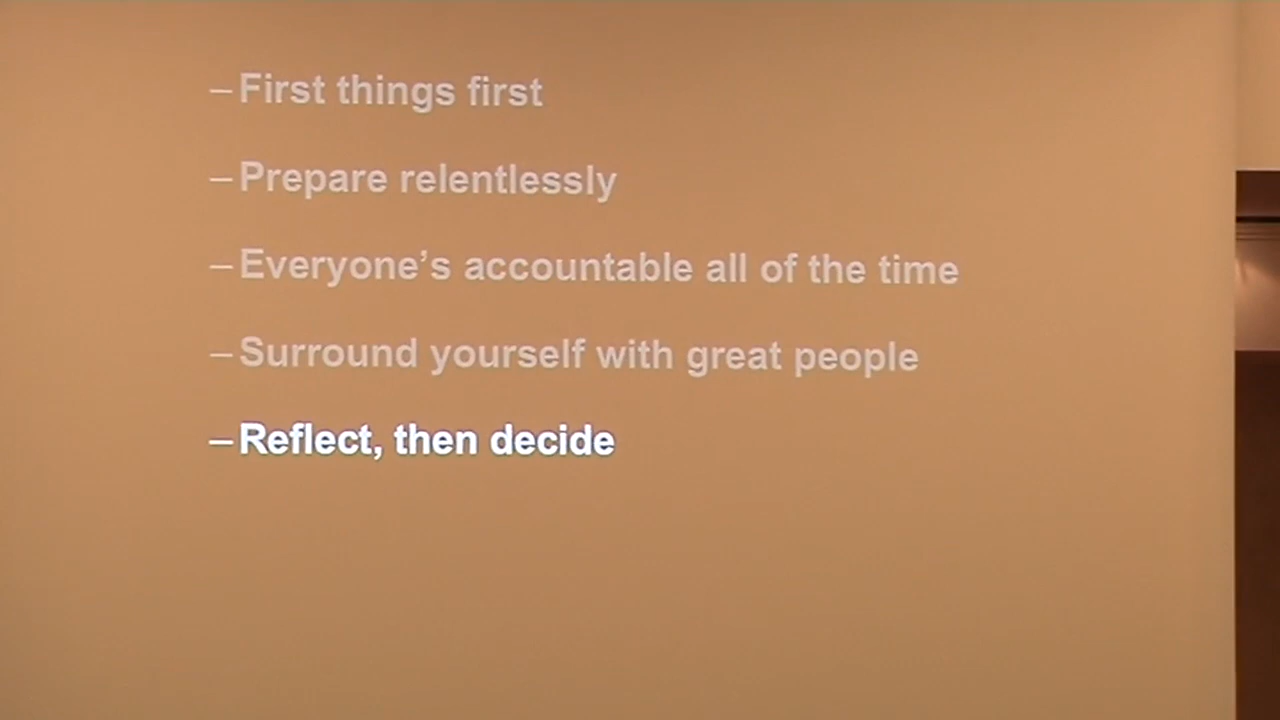 – First things first
– Prepare relentlessly
– Everyone’s accountable all of the time
– Surround yourself with great people
– Reflect, then decide